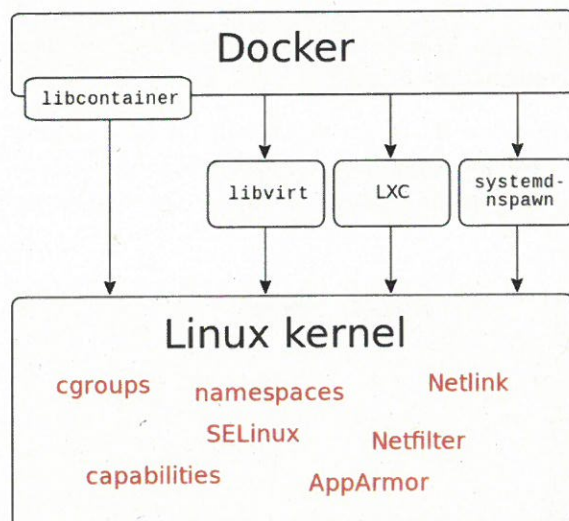 Docker
libcontainer
libvirt
LXC
systemd-
nspawn
Linux kernel
cgroups
namespaces
Netlink
SELinux
Netfilter
capabilities
AppArmor